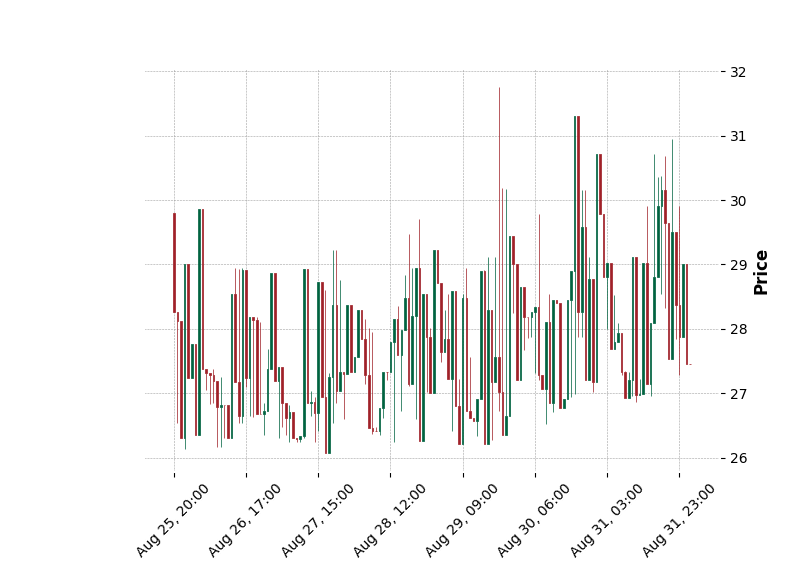 32
31
30
29
28
27
26
Price
Aug 25, 20:00
Aug 26, 17:00
Aug 27, 15:00
Aug 28, 12:00
Aug 29, 09:00
Aug 30, 06:00
Aug 31, 03:00
Aug 31, 23:00